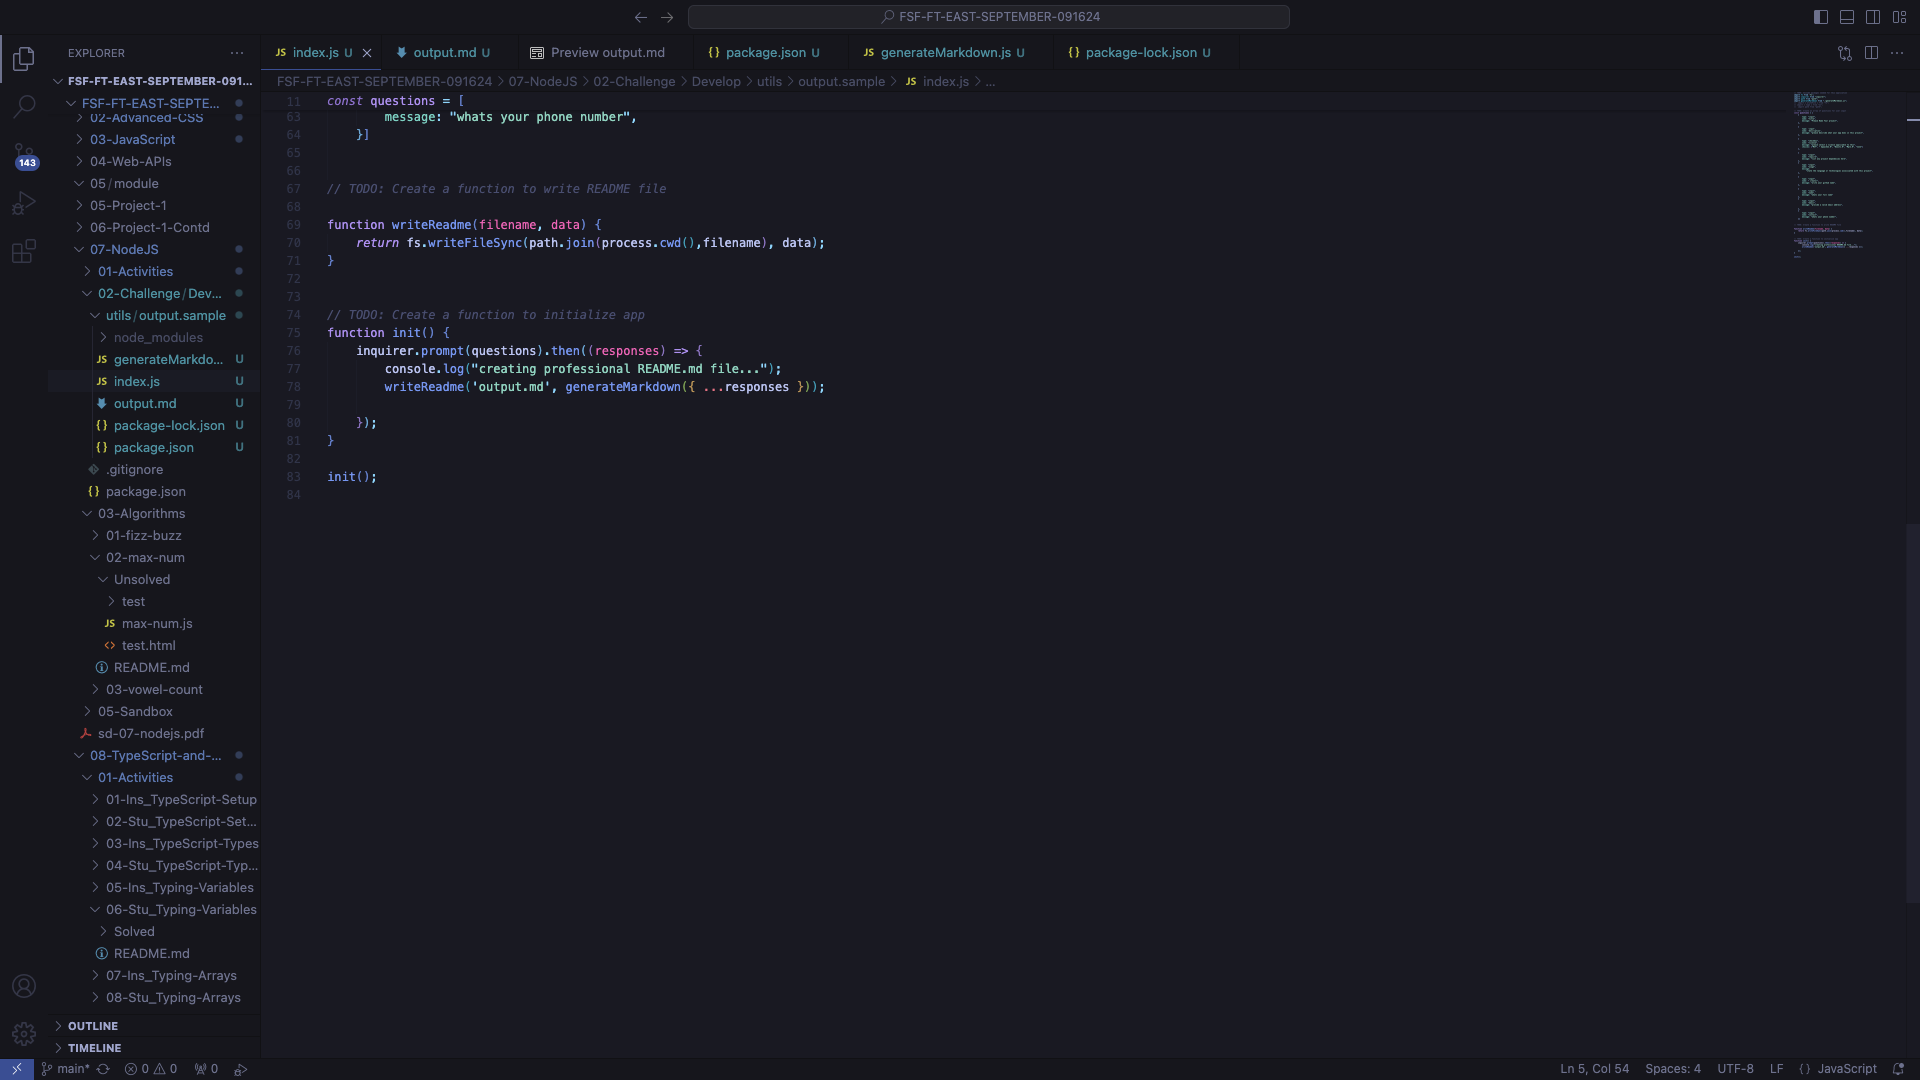 FSF-FT-EAST-SEPTEMBER-091624
EXPLORER
JS index.js U
output.md U
Preview output.md
{} package.json U
JS generateMarkdown.js U
{} package-lock.json U
FSF-FT-EAST-SEPTEMBER-091624 > 07-NodeJS > 02-Challenge > Develop > utils > output.sample > JS index.js > ...
FSF-FT-EAST-SEPTEMBER-091...
FSF-FT-EAST-SEPTE...
02-Advanced-CSS
03-JavaScript
04-Web-APIs
05/module
05-Project-1
06-Project-1-Contd
07-NodeJS
01-Activities
02-Challenge/Dev...
utils/output.sample
node_modules
JS generateMarkdo... U
JS index.js U
output.md U
{} package-lock.json U
{} package.json U
.gitignore
{} package.json
03-Algorithms
01-fizz-buzz
02-max-num
Unsolved
test
JS max-num.js
<> test.html
README.md
03-vowel-count
05-Sandbox
sd-07-nodejs.pdf
08-TypeScript-and-...
01-Activities
01-Ins_TypeScript-Setup
02-Stu_TypeScript-Set...
03-Ins_TypeScript-Types
04-Stu_TypeScript-Typ...
05-Ins_Typing-Variables
06-Stu_Typing-Variables
Solved
README.md
07-Ins_Typing-Arrays
08-Stu_Typing-Arrays
OUTLINE
TIMELINE
143
11 const questions = [
63 message: "whats your phone number",
64 }]
65
66
67 // TODO: Create a function to write README file
68
69 function writeReadme(filename, data) {
70 return fs.writeFileSync(path.join(process.cwd(),filename), data);
71 }
72
73
74 // TODO: Create a function to initialize app
75 function init() {
76 inquirer.prompt(questions).then((responses) => {
77 console.log("creating professional README.md file...");
78 writeReadme('output.md', generateMarkdown({ ...responses }));
79
80 });
81 }
82
83 init();
84
main* 0 0 0
Ln 5, Col 54 Spaces: 4 UTF-8 LF {} JavaScript